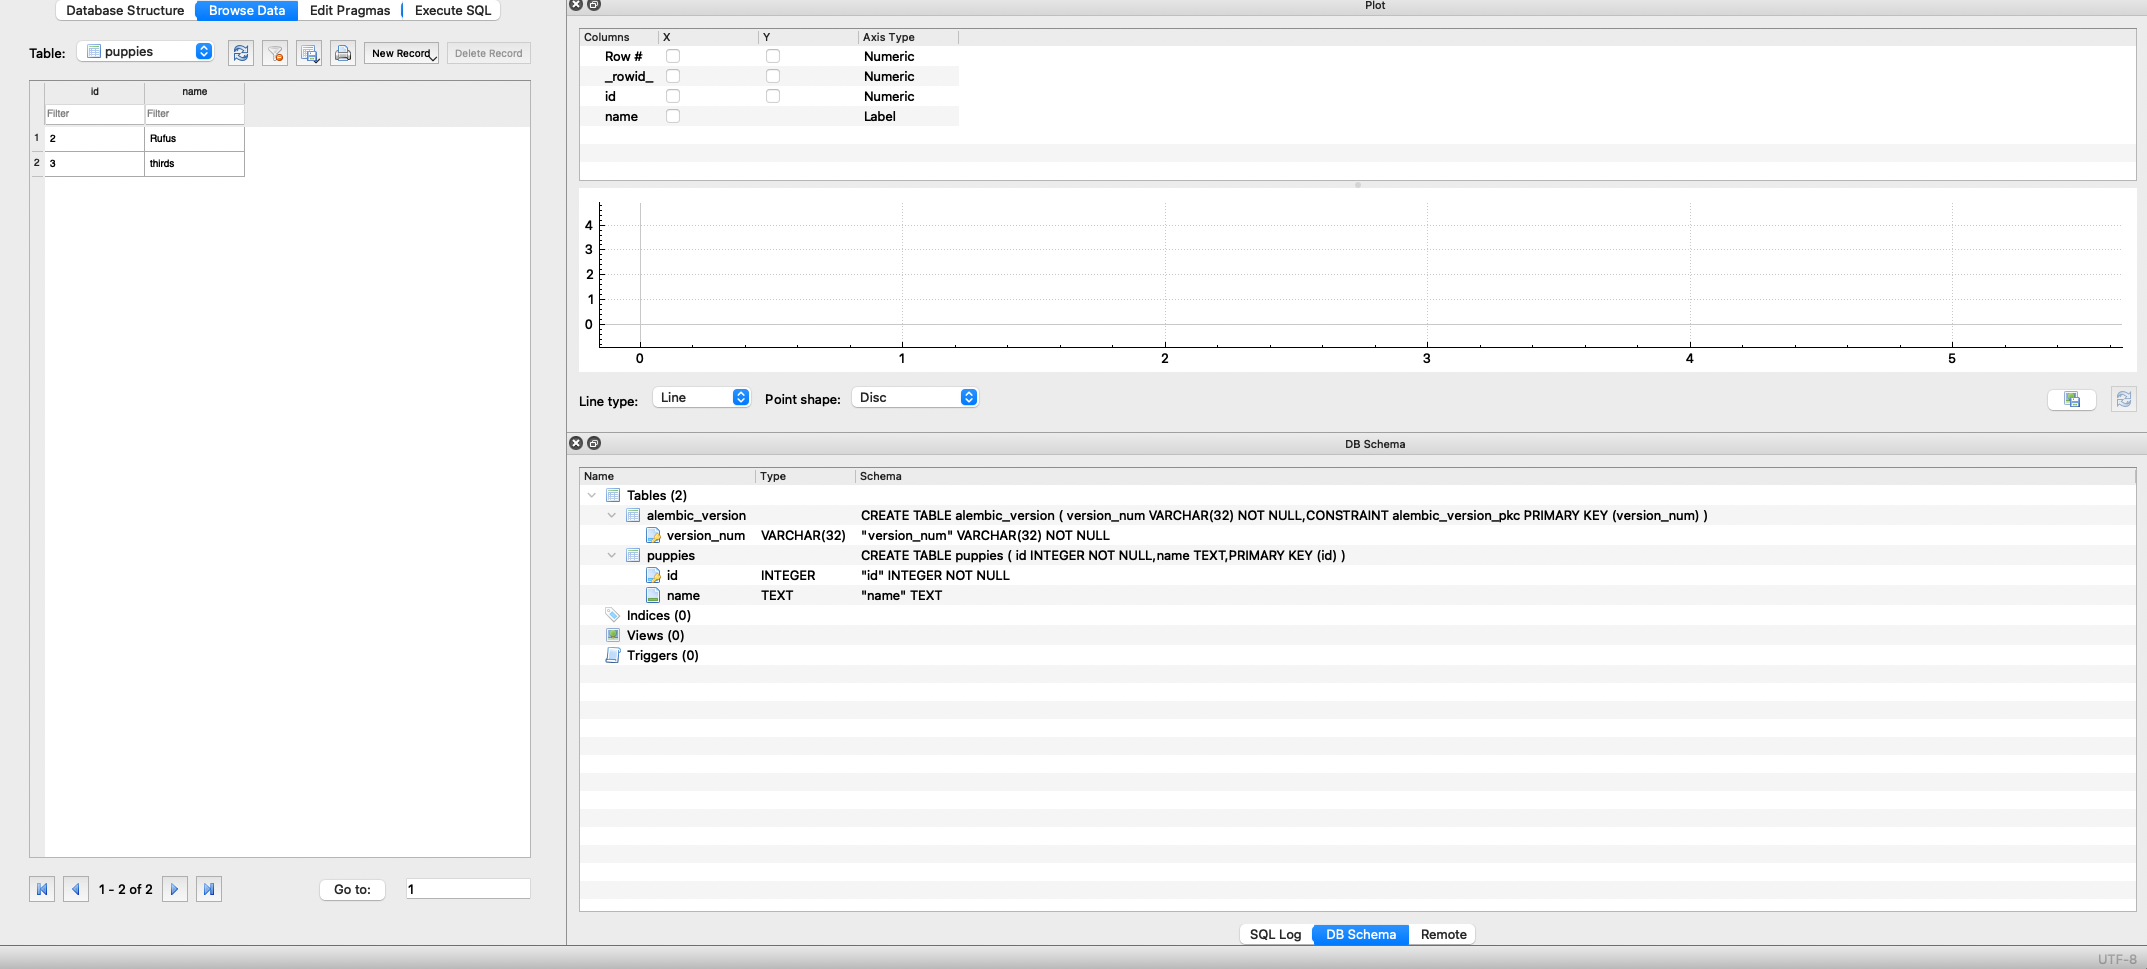 Database Structure Browse Data Edit Pragmas Execute SQL
Table: puppies New Record Delete Record
id name
Filter Filter
1 2 Rufus
2 3 thirds
1 - 2 of 2 Go to: 1
Plot
Columns X Y Axis Type
Row # Numeric
_rowid_ Numeric
id Numeric
name Label
4
3
2
1
0
0 1 2 3 4 5
Line type: Line Point shape: Disc
DB Schema
Name Type Schema
Tables (2)
alembic_version CREATE TABLE alembic_version ( version_num VARCHAR(32) NOT NULL,CONSTRAINT alembic_version_pkc PRIMARY KEY (version_num) )
version_num VARCHAR(32) "version_num" VARCHAR(32) NOT NULL
puppies CREATE TABLE puppies ( id INTEGER NOT NULL,name TEXT,PRIMARY KEY (id) )
id INTEGER "id" INTEGER NOT NULL
name TEXT "name" TEXT
Indices (0)
Views (0)
Triggers (0)
SQL Log DB Schema Remote
UTF-8